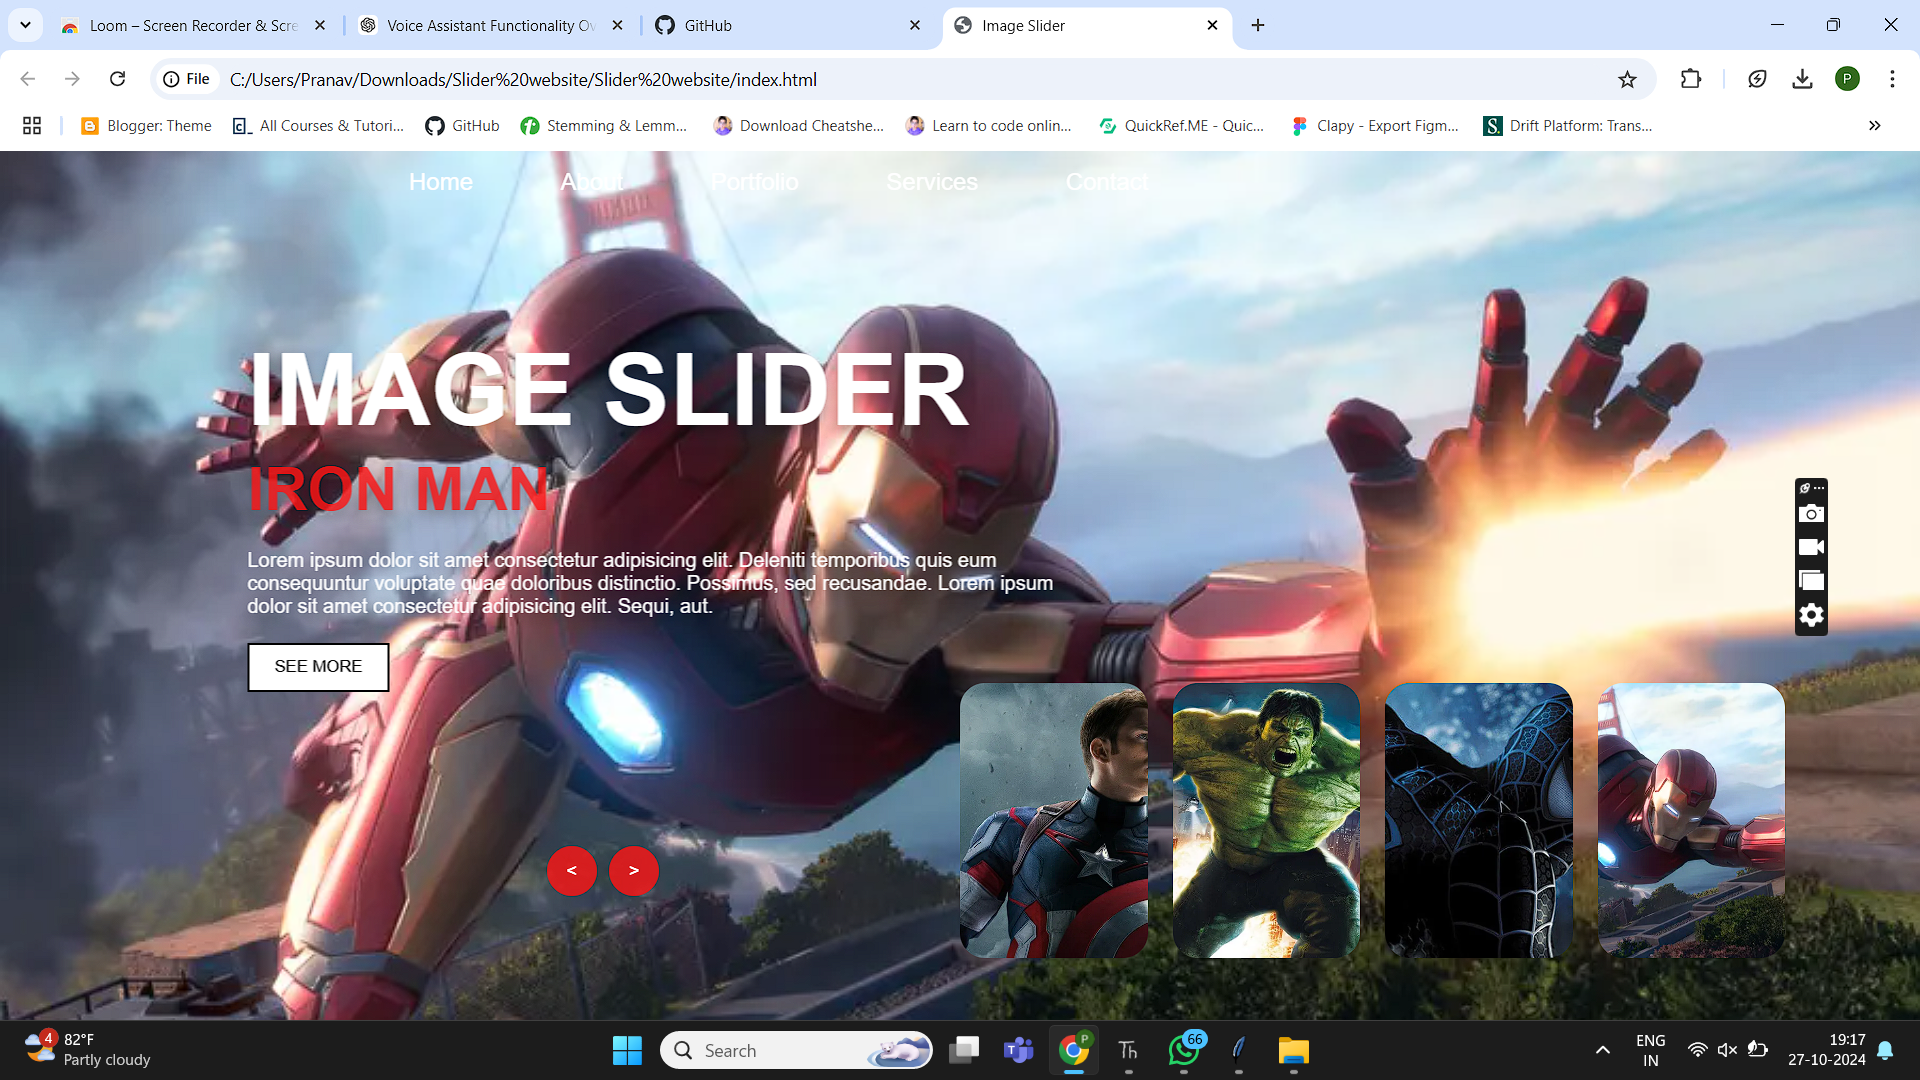 Loom – Screen Recorder & Scre
Voice Assistant Functionality Ov
GitHub
Image Slider
File
C:/Users/Pranav/Downloads/Slider%20website/Slider%20website/index.html
P
Blogger: Theme
All Courses & Tutori...
GitHub
Stemming & Lemm...
Download Cheatshe...
Learn to code onlin...
QuickRef.ME - Quic...
Clapy - Export Figm...
Drift Platform: Trans...
Home
About
Portfolio
Services
Contact
IMAGE SLIDER
IRON MAN
Lorem ipsum dolor sit amet consectetur adipisicing elit. Deleniti temporibus quis eum
consequuntur voluptate quae doloribus distinctio. Possimus, sed recusandae. Lorem ipsum
dolor sit amet consectetur adipisicing elit. Sequi, aut.
SEE MORE
<
>
4
82°F
Partly cloudy
Search
P
Th
66
ENG
IN
19:17
27-10-2024